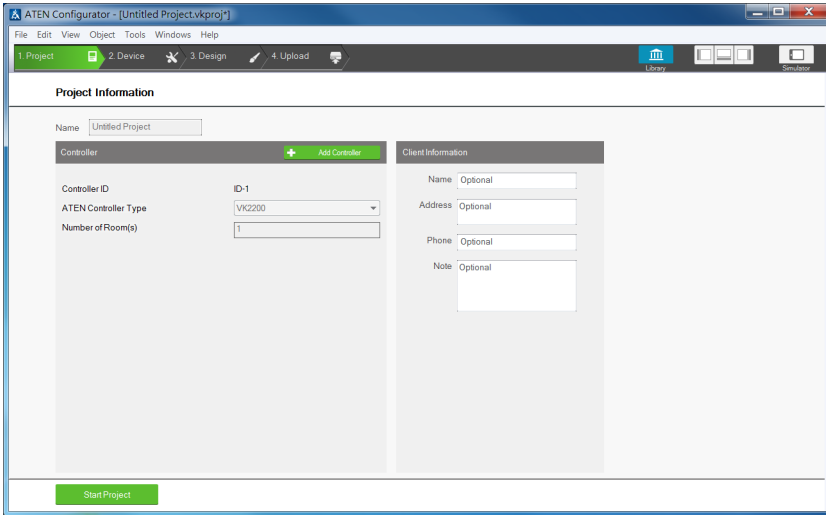 ATEN Configurator - [Untitled Project.vkproj*]
File Edit View Object Tools Windows Help
1. Project 2. Device 3. Design 4. Upload Library Simulator
Project Information
Name Untitled Project
Controller Add Controller
Controller ID ID-1
ATEN Controller Type VK2200
Number of Room(s) 1
Client Information
Name Optional
Address Optional
Phone Optional
Note Optional
Start Project